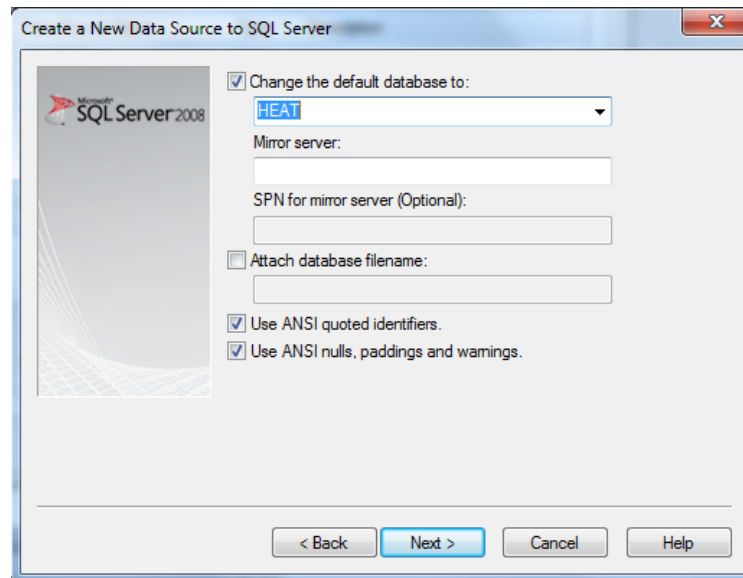 Create a New Data Source to SQL Server
x
Microsoft®
SQL Server 2008
Change the default database to:
HEAT
Mirror server:
SPN for mirror server (Optional):
Attach database filename:
Use ANSI quoted identifiers.
Use ANSI nulls, paddings and warnings.
< Back
Next >
Cancel
Help